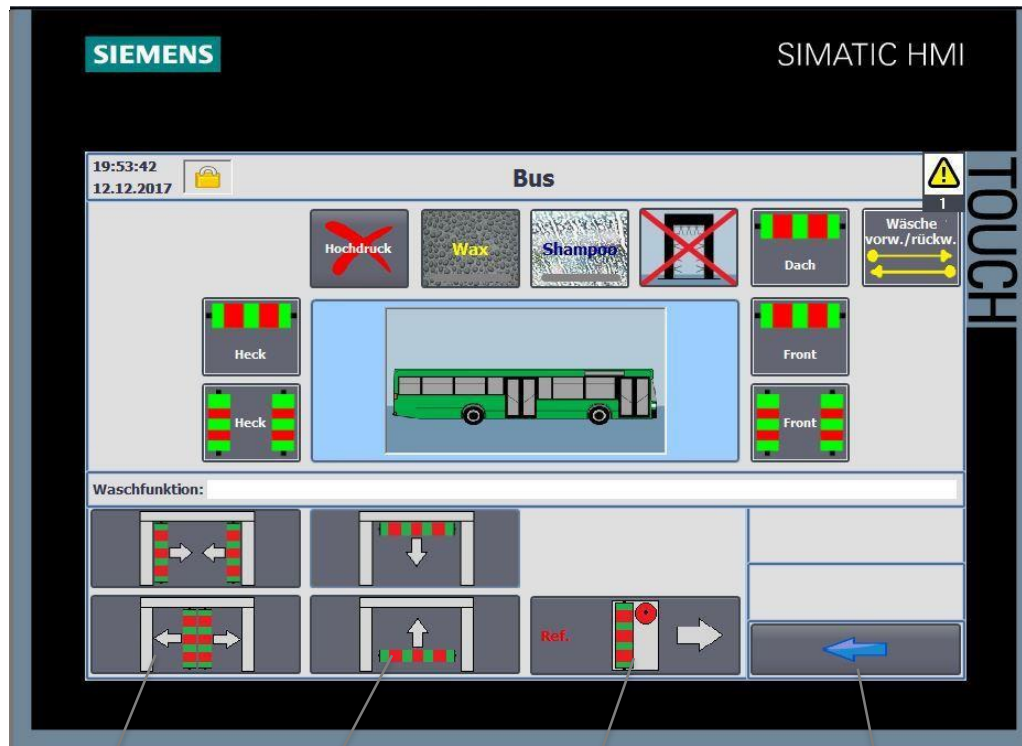 SIEMENS
SIMATIC HMI
TOUCH
19:53:42
12.12.2017
Bus
1
Hochdruck
Wax
Shampoo
Dach
Wäsche
vorw./rückw.
Heck
Front
Heck
Front
Waschfunktion:
Ref.